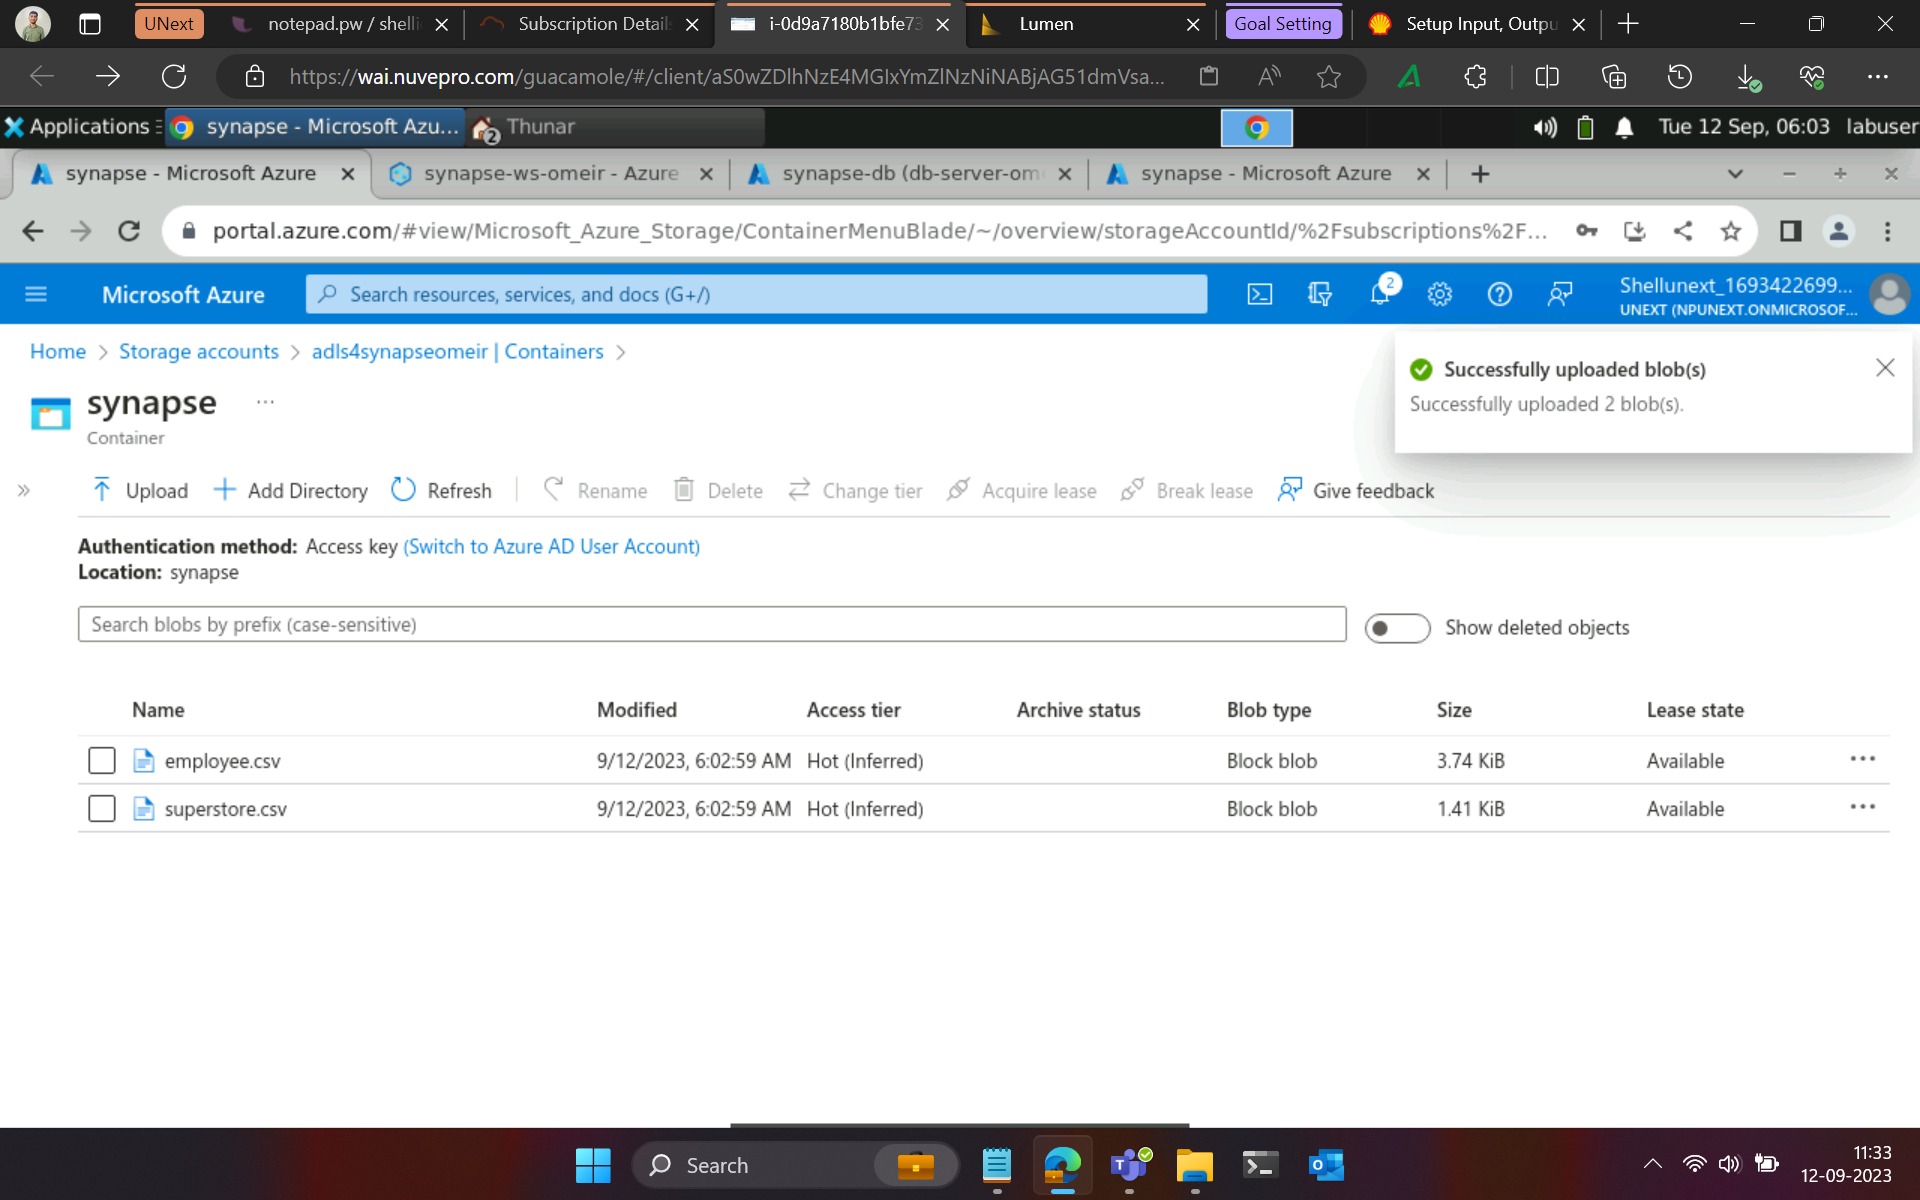 UNext
notepad.pw / shelli
Subscription Details
i-0d9a7180b1bfe73
Lumen
Goal Setting
Setup Input, Outpu
https://wai.nuvepro.com/guacamole/#/client/aS0wZDlhNzE4MGIxYmZlNzNiNABjAG51dmVsa...
Applications
synapse - Microsoft Azu...
2
Thunar
Tue 12 Sep, 06:03
labuser
synapse - Microsoft Azure
synapse-ws-omeir - Azure
synapse-db (db-server-ome
synapse - Microsoft Azure
portal.azure.com/#view/Microsoft_Azure_Storage/ContainerMenuBlade/~/overview/storageAccountId/%2Fsubscriptions%2F...
Microsoft Azure
Search resources, services, and docs (G+/)
2
Shellunext_1693422699...
UNEXT (NPUNEXT.ONMICROSOF...
Home > Storage accounts > adls4synapseomeir | Containers >
Successfully uploaded blob(s)
Successfully uploaded 2 blob(s).
synapse ...
Container
Upload
Add Directory
Refresh
Rename
Delete
Change tier
Acquire lease
Break lease
Give feedback
Authentication method: Access key (Switch to Azure AD User Account)
Location: synapse
Search blobs by prefix (case-sensitive)
Show deleted objects
Name Modified Access tier Archive status Blob type Size Lease state
employee.csv 9/12/2023, 6:02:59 AM Hot (Inferred) Block blob 3.74 KiB Available ...
superstore.csv 9/12/2023, 6:02:59 AM Hot (Inferred) Block blob 1.41 KiB Available ...
Search
11:33
12-09-2023